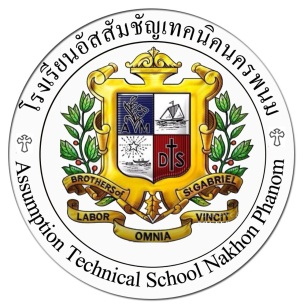 โรงเรียนอัสสัมชัญเทคนิคนครพนม
AVM
DS
BROTHERS of ST GABRIEL
LABOR OMNIA VINCIT
Assumption Technical School Nakhon Phanom